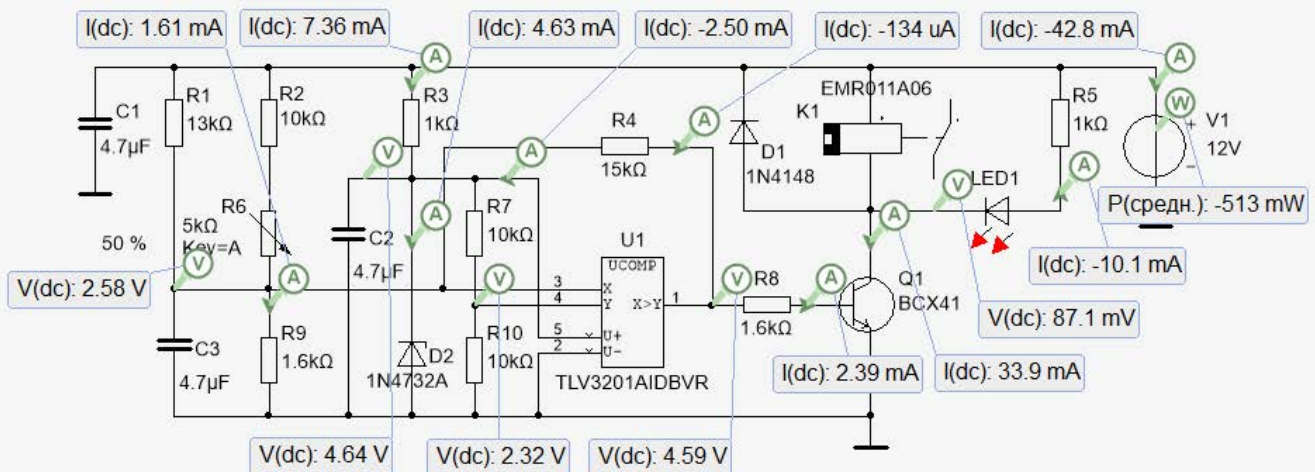 I(dc): 1.61 mA
I(dc): 7.36 mA
I(dc): 4.63 mA
I(dc): -2.50 mA
I(dc): -134 uA
I(dc): -42.8 mA
A
A
A
A
A
A
A
A
A
W
V
V
V
V
V
C1
4.7µF
R1
13kΩ
R2
10kΩ
R3
1kΩ
R4
15kΩ
D1
1N4148
EMR011A06
K1
R5
1kΩ
V1
12V
+
−
P(средн.): -513 mW
LED1
I(dc): -10.1 mA
V(dc): 87.1 mV
R6
5kΩ
Key=A
50 %
V(dc): 2.58 V
C2
4.7µF
R7
10kΩ
U1
UCOMP
X
Y
X>Y
U+
U-
3
4
5
2
1
TLV3201AIDBVR
R8
1.6kΩ
Q1
BCX41
C3
4.7µF
R9
1.6kΩ
D2
1N4732A
R10
10kΩ
I(dc): 2.39 mA
I(dc): 33.9 mA
V(dc): 4.64 V
V(dc): 2.32 V
V(dc): 4.59 V